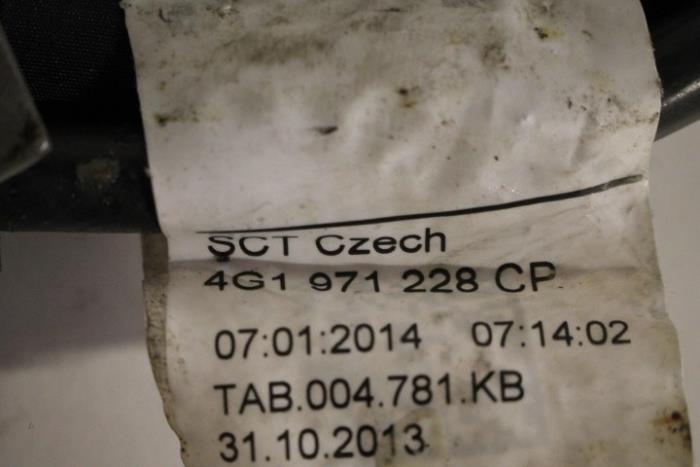 SCT Czech
4G1 971 228 CP
07:01:2014 07:14:02
TAB.004.781.KB
31.10.2013